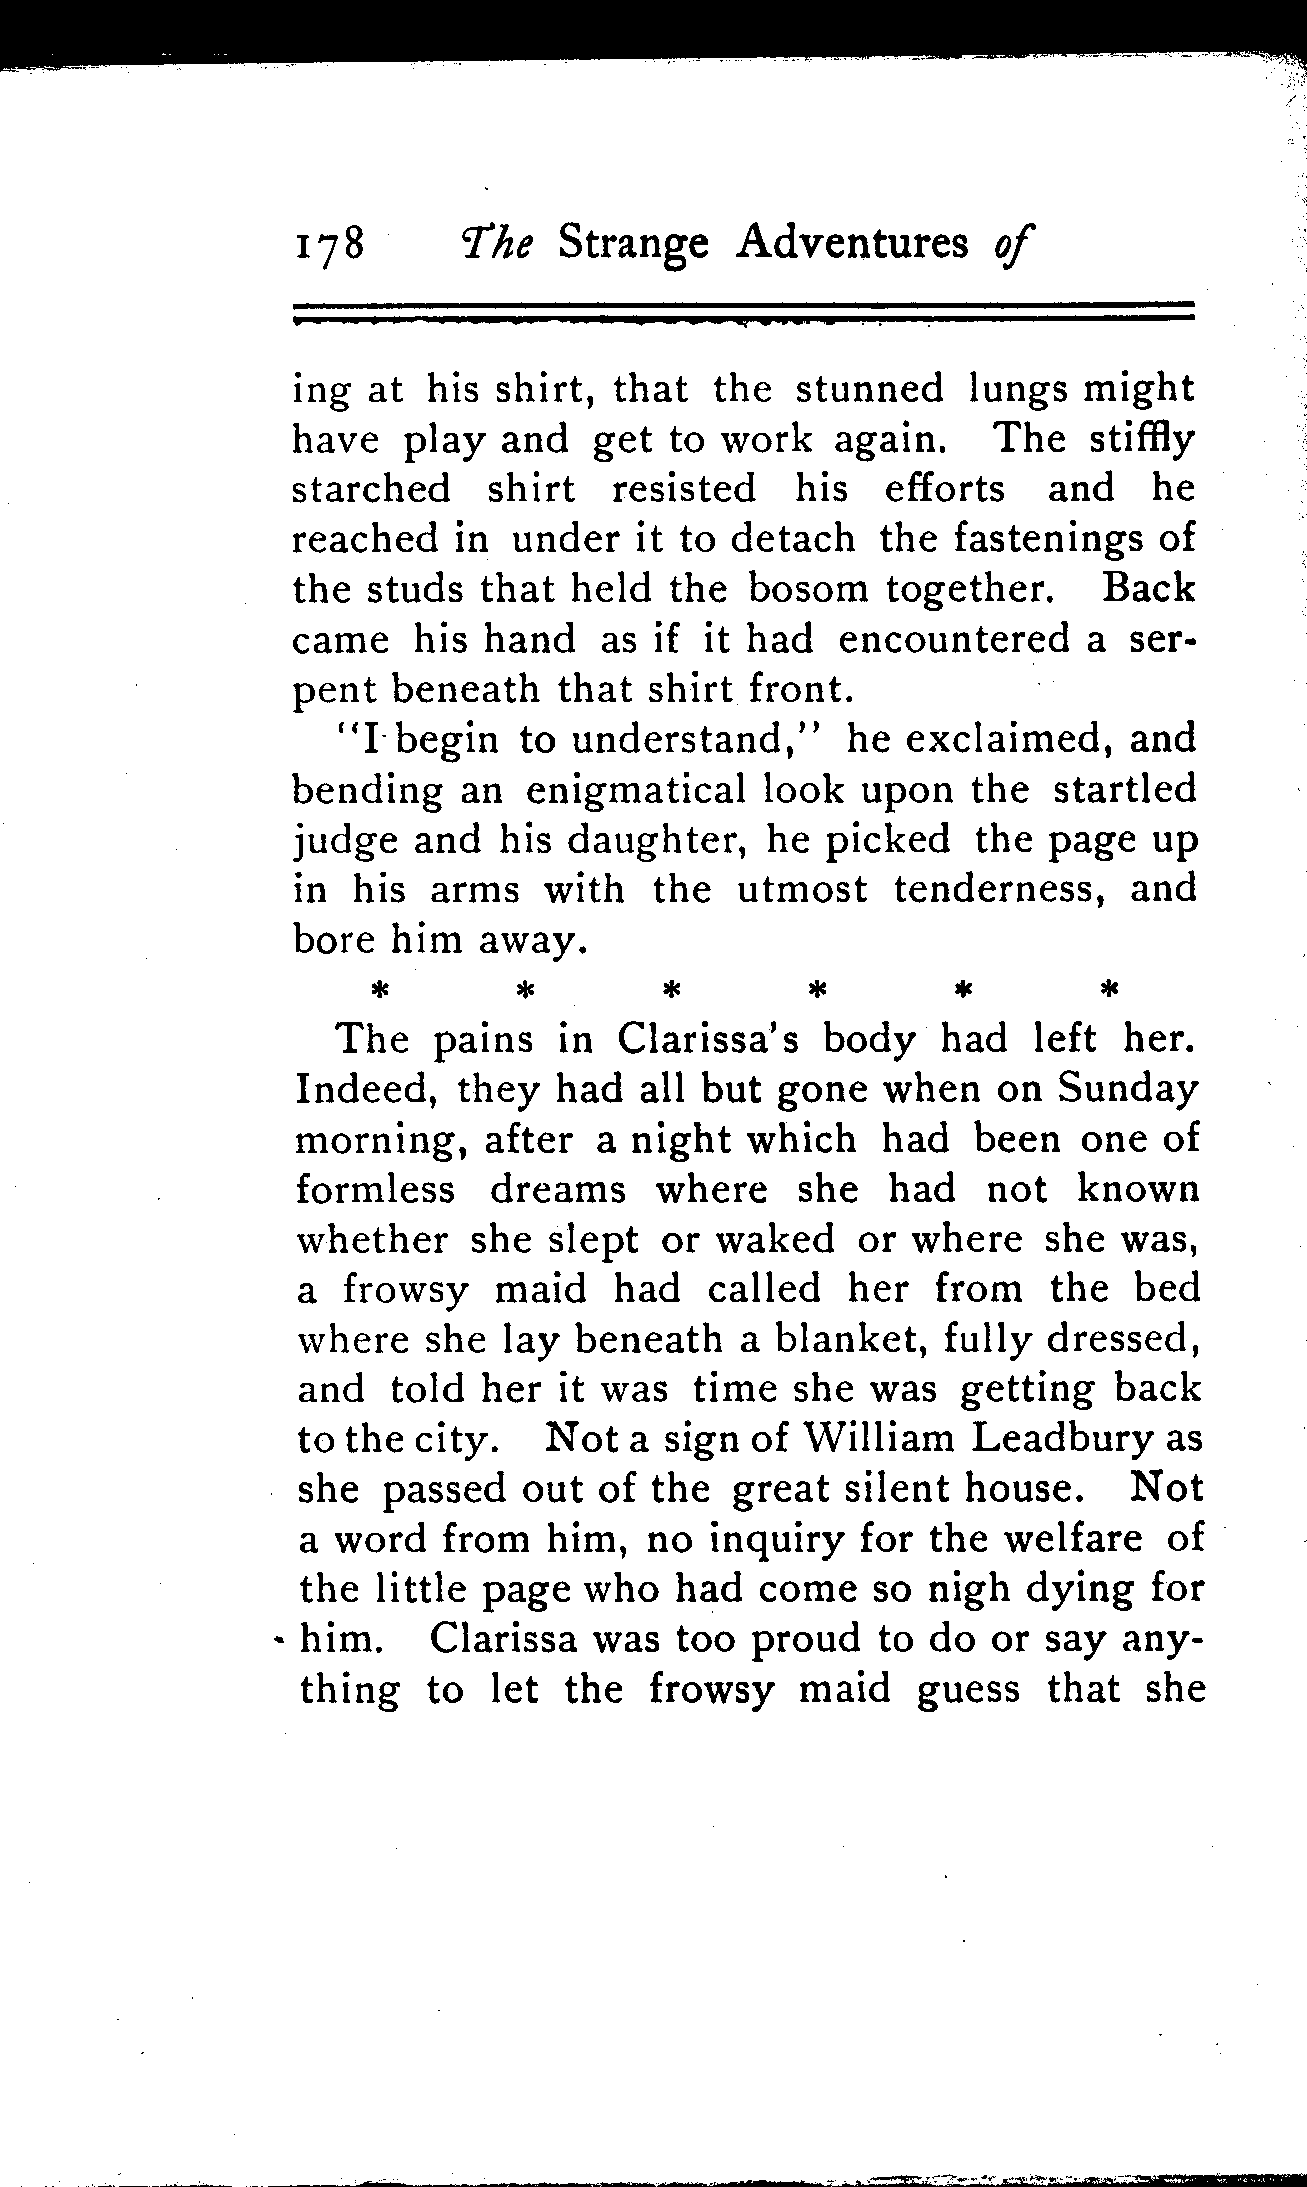 178 The Strange Adventures of
ing at his shirt, that the stunned lungs might
have play and get to work again. The stiffly
starched shirt resisted his efforts and he
reached in under it to detach the fastenings of
the studs that held the bosom together. Back
came his hand as if it had encountered a ser-
pent beneath that shirt front.
"I begin to understand," he exclaimed, and
bending an enigmatical look upon the startled
judge and his daughter, he picked the page up
in his arms with the utmost tenderness, and
bore him away.
* * * * * *
The pains in Clarissa's body had left her.
Indeed, they had all but gone when on Sunday
morning, after a night which had been one of
formless dreams where she had not known
whether she slept or waked or where she was,
a frowsy maid had called her from the bed
where she lay beneath a blanket, fully dressed,
and told her it was time she was getting back
to the city. Not a sign of William Leadbury as
she passed out of the great silent house. Not
a word from him, no inquiry for the welfare of
the little page who had come so nigh dying for
him. Clarissa was too proud to do or say any-
thing to let the frowsy maid guess that she